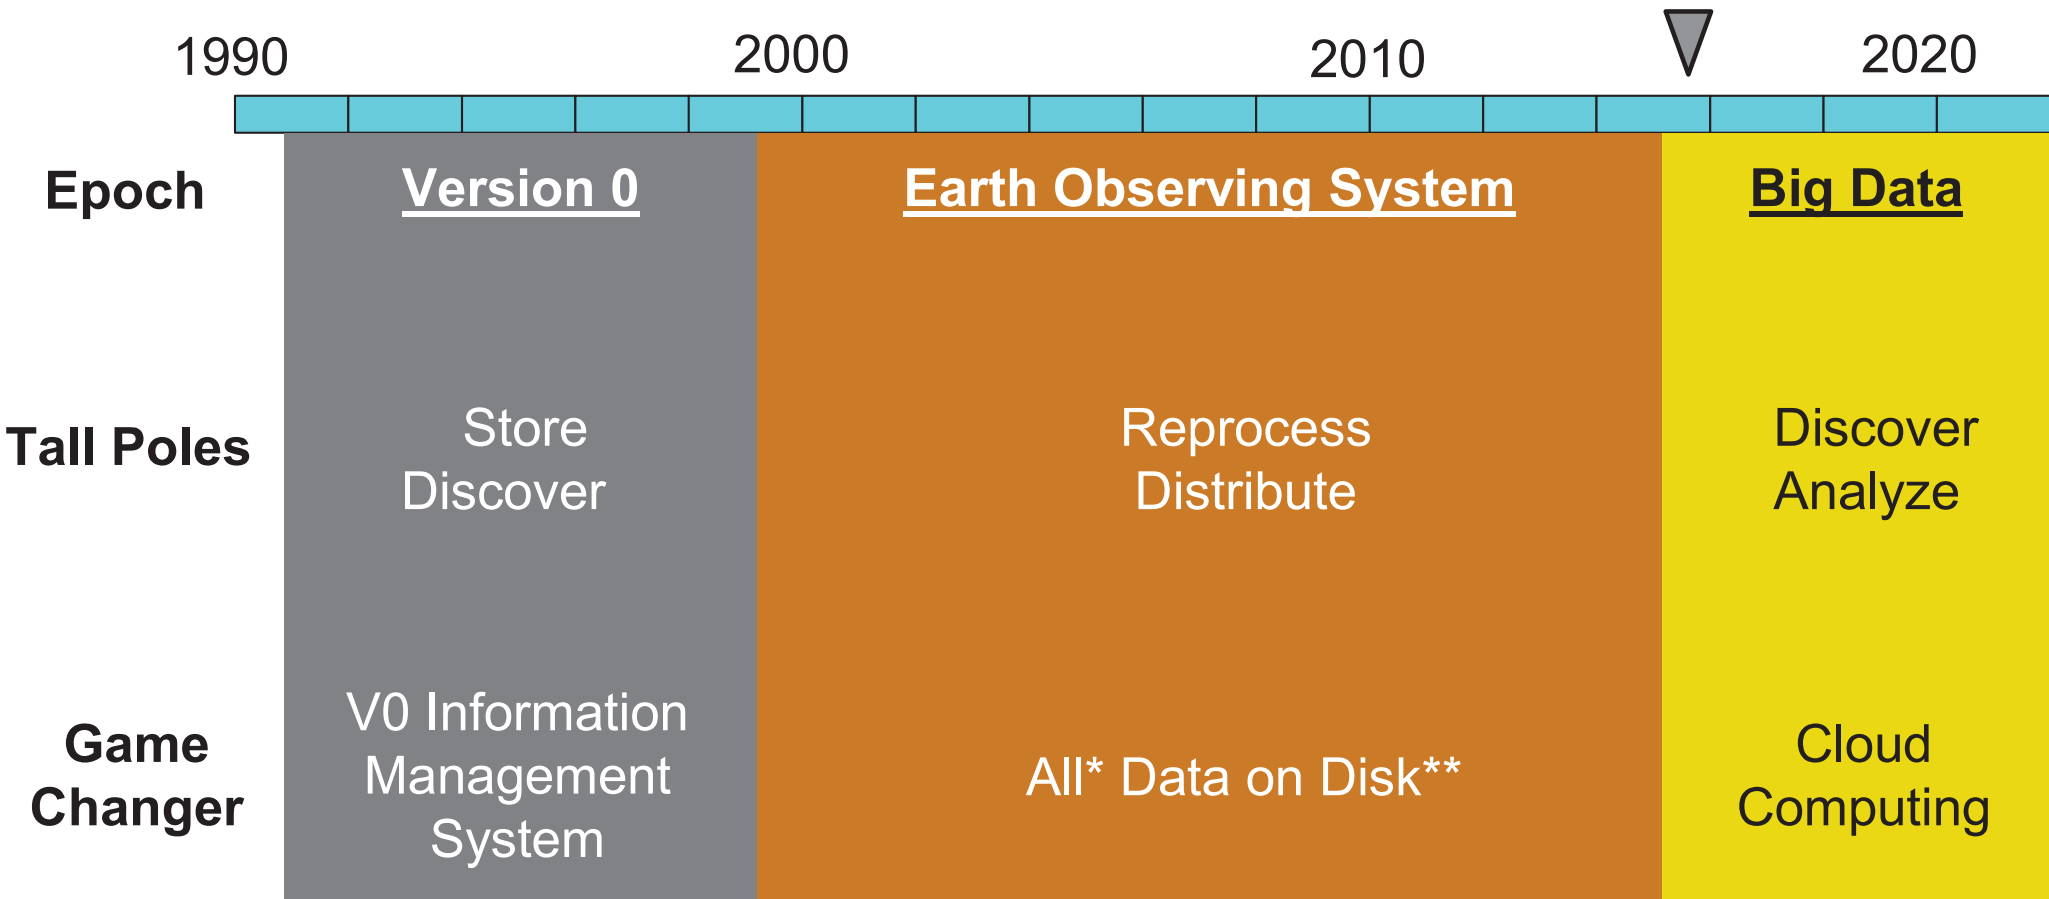 1990 2000 2010 2020
Epoch Version 0 Earth Observing System Big Data
Tall Poles
Store
Discover
Reprocess
Distribute
Discover
Analyze
Game
Changer
V0 Information
Management
System
All* Data on Disk**
Cloud
Computing